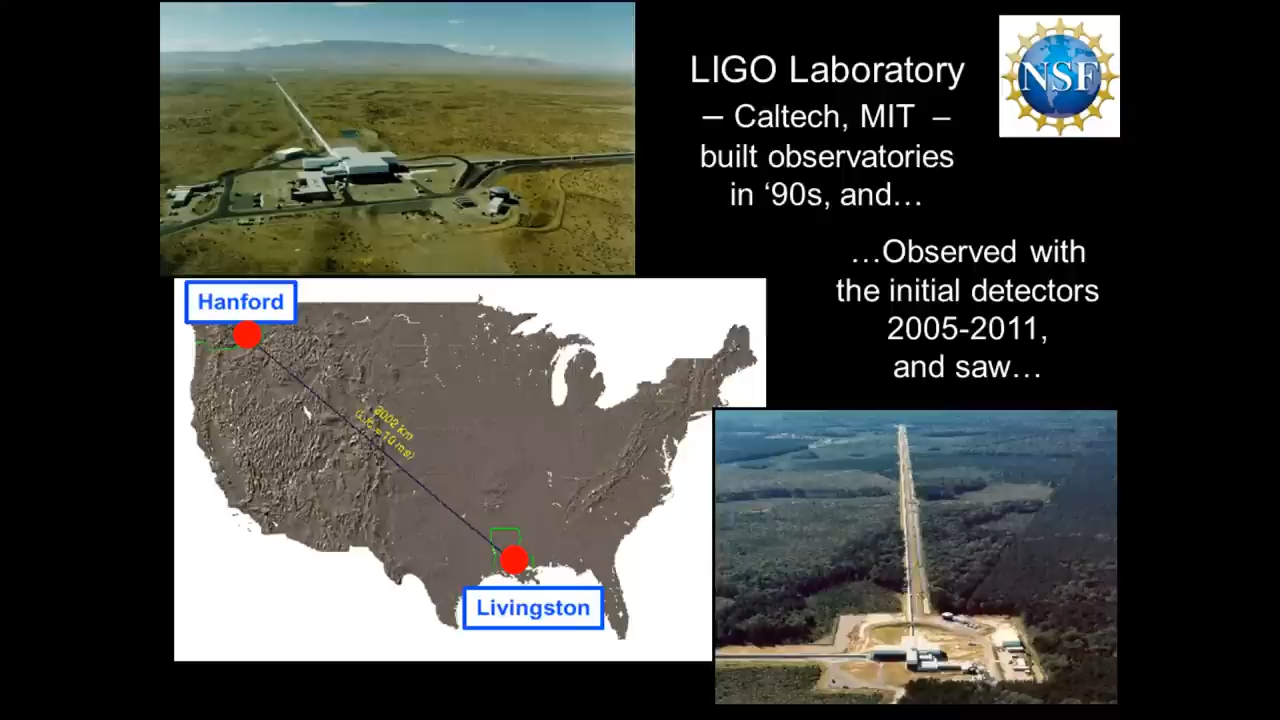 LIGO Laboratory
– Caltech, MIT –
built observatories
in ‘90s, and…
NSF
…Observed with
the initial detectors
2005-2011,
and saw…
Hanford
3002 km
(L/c = 10 ms)
Livingston